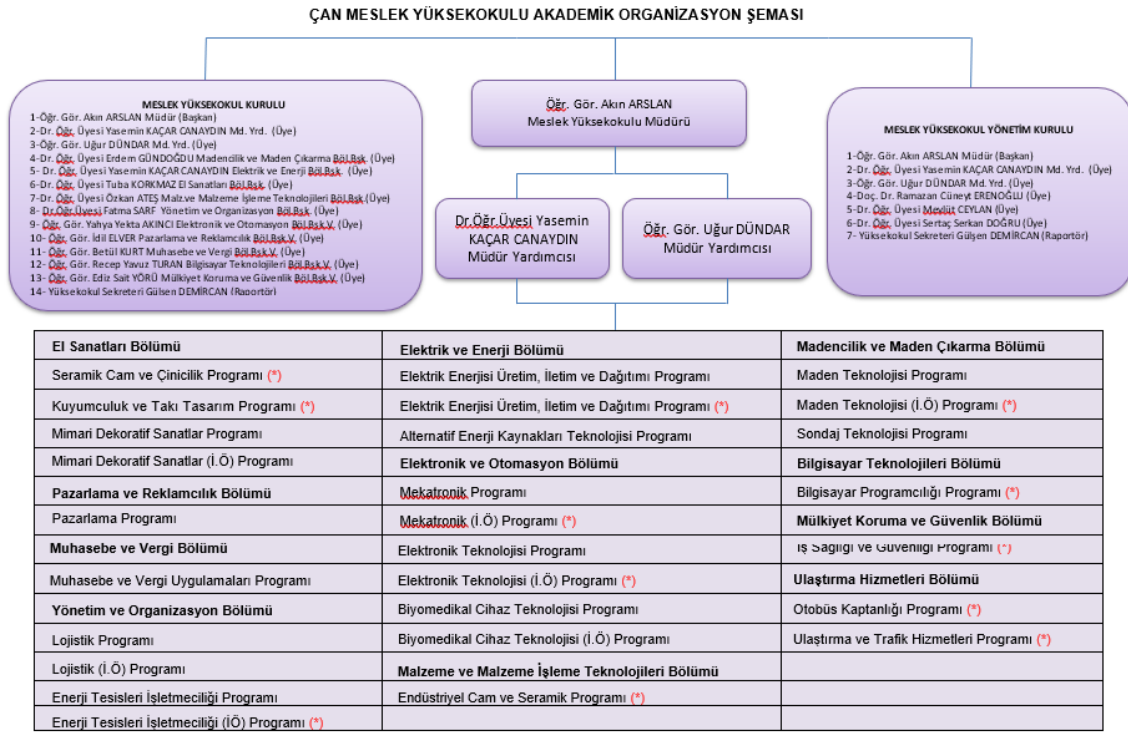 ÇAN MESLEK YÜKSEKOKULU AKADEMİK ORGANİZASYON ŞEMASI
MESLEK YÜKSEKOKUL KURULU
1-Öğr. Gör. Akın ARSLAN Müdür (Başkan)
2-Dr. Öğr. Üyesi Yasemin KAÇAR CANAYDIN Md. Yrd. (Üye)
3-Öğr. Gör. Uğur DÜNDAR Md. Yrd. (Üye)
4-Dr. Öğr. Üyesi Erdem GÜNDOĞDU Madencilik ve Maden Çıkarma Böl.Bşk. (Üye)
5- Dr. Öğr. Üyesi Yasemin KAÇAR CANAYDIN Elektrik ve Enerji Böl.Bşk. (Üye)
6-Dr. Öğr. Üyesi Tuba KORKMAZ El Sanatları Böl.Bşk. (Üye)
7-Dr. Öğr. Üyesi Özkan ATEŞ Malz.ve Malzeme İşleme Teknolojileri Böl.Bşk.(Üye)
8- Dr.Öğr.Üyesi Fatma SARF Yönetim ve Organizasyon Böl.Bşk. (Üye)
9- Öğr. Gör. Yahya Yekta AKINCI Elektronik ve Otomasyon Böl.Bşk.V. (Üye)
10- Öğr. Gör. İdil ELVER Pazarlama ve Reklamcılık Böl.Bşk.V. (Üye)
11- Öğr. Gör. Betül KURT Muhasebe ve Vergi Böl.Bşk.V. (Üye)
12- Öğr. Gör. Recep Yavuz TURAN Bilgisayar Teknolojileri Böl.Bşk.V. (Üye)
13- Öğr. Gör. Ediz Sait YÖRÜ Mülkiyet Koruma ve Güvenlik Böl.Bşk.V. (Üye)
14- Yüksekokul Sekreteri Gülşen DEMİRCAN (Raportör)
Öğr. Gör. Akın ARSLAN
Meslek Yüksekokulu Müdürü
Dr.Öğr.Üyesi Yasemin
KAÇAR CANAYDIN
Müdür Yardımcısı
Öğr. Gör. Uğur DÜNDAR
Müdür Yardımcısı
MESLEK YÜKSEKOKUL YÖNETİM KURULU
1-Öğr. Gör. Akın ARSLAN Müdür (Başkan)
2-Dr. Öğr. Üyesi Yasemin KAÇAR CANAYDIN Md. Yrd. (Üye)
3-Öğr. Gör. Uğur DÜNDAR Md. Yrd. (Üye)
4-Doç. Dr. Ramazan Cüneyt ERENOĞLU (Üye)
5-Dr. Öğr. Üyesi Mevlüt CEYLAN (Üye)
6-Dr. Öğr. Üyesi Sertaç Serkan DOĞRU (Üye)
7- Yüksekokul Sekreteri Gülşen DEMİRCAN (Raportör)
El Sanatları Bölümü
Seramik Cam ve Çinicilik Programı (*)
Kuyumculuk ve Takı Tasarım Programı (*)
Mimari Dekoratif Sanatlar Programı
Mimari Dekoratif Sanatlar (İ.Ö) Programı
Pazarlama ve Reklamcılık Bölümü
Pazarlama Programı
Muhasebe ve Vergi Bölümü
Muhasebe ve Vergi Uygulamaları Programı
Yönetim ve Organizasyon Bölümü
Lojistik Programı
Lojistik (İ.Ö) Programı
Enerji Tesisleri İşletmeciliği Programı
Enerji Tesisleri İşletmeciliği (İÖ) Programı (*)
Elektrik ve Enerji Bölümü
Elektrik Enerjisi Üretim, İletim ve Dağıtımı Programı
Elektrik Enerjisi Üretim, İletim ve Dağıtımı Programı (*)
Alternatif Enerji Kaynakları Teknolojisi Programı
Elektronik ve Otomasyon Bölümü
Mekatronik Programı
Mekatronik (İ.Ö) Programı (*)
Elektronik Teknolojisi Programı
Elektronik Teknolojisi (İ.Ö) Programı (*)
Biyomedikal Cihaz Teknolojisi Programı
Biyomedikal Cihaz Teknolojisi (İ.Ö) Programı
Malzeme ve Malzeme İşleme Teknolojileri Bölümü
Endüstriyel Cam ve Seramik Programı (*)
Madencilik ve Maden Çıkarma Bölümü
Maden Teknolojisi Programı
Maden Teknolojisi (İ.Ö) Programı (*)
Sondaj Teknolojisi Programı
Bilgisayar Teknolojileri Bölümü
Bilgisayar Programcılığı Programı (*)
Mülkiyet Koruma ve Güvenlik Bölümü
İş Sağlığı ve Güvenliği Programı (*)
Ulaştırma Hizmetleri Bölümü
Otobüs Kaptanlığı Programı (*)
Ulaştırma ve Trafik Hizmetleri Programı (*)